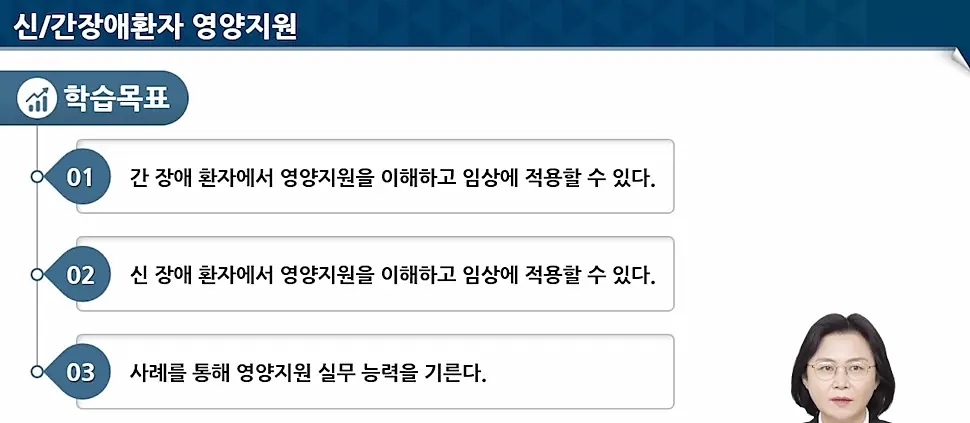 신/간장애환자 영양지원
학습목표
01 간 장애 환자에서 영양지원을 이해하고 임상에 적용할 수 있다.
02 신 장애 환자에서 영양지원을 이해하고 임상에 적용할 수 있다.
03 사례를 통해 영양지원 실무 능력을 기른다.